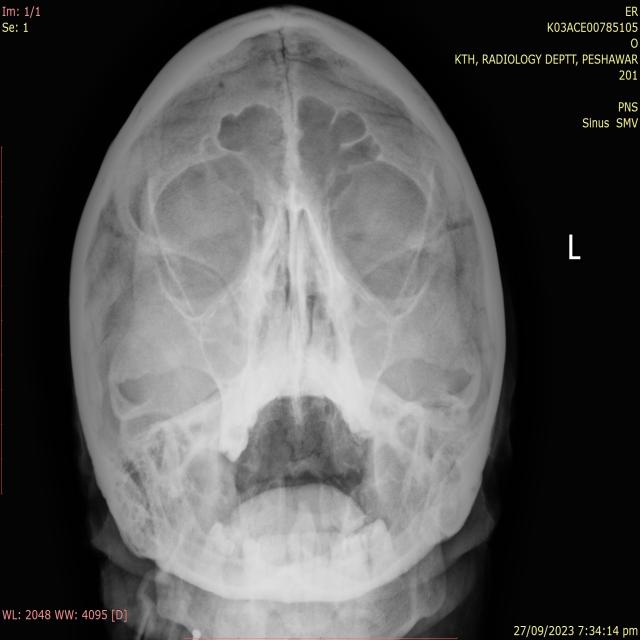 Im: 1/1
Se: 1
ER
K03ACE00785105
O
KTH, RADIOLOGY DEPTT, PESHAWAR
201
PNS
Sinus SMV
L
WL: 2048 WW: 4095 [D]
27/09/2023 7:34:14 pm